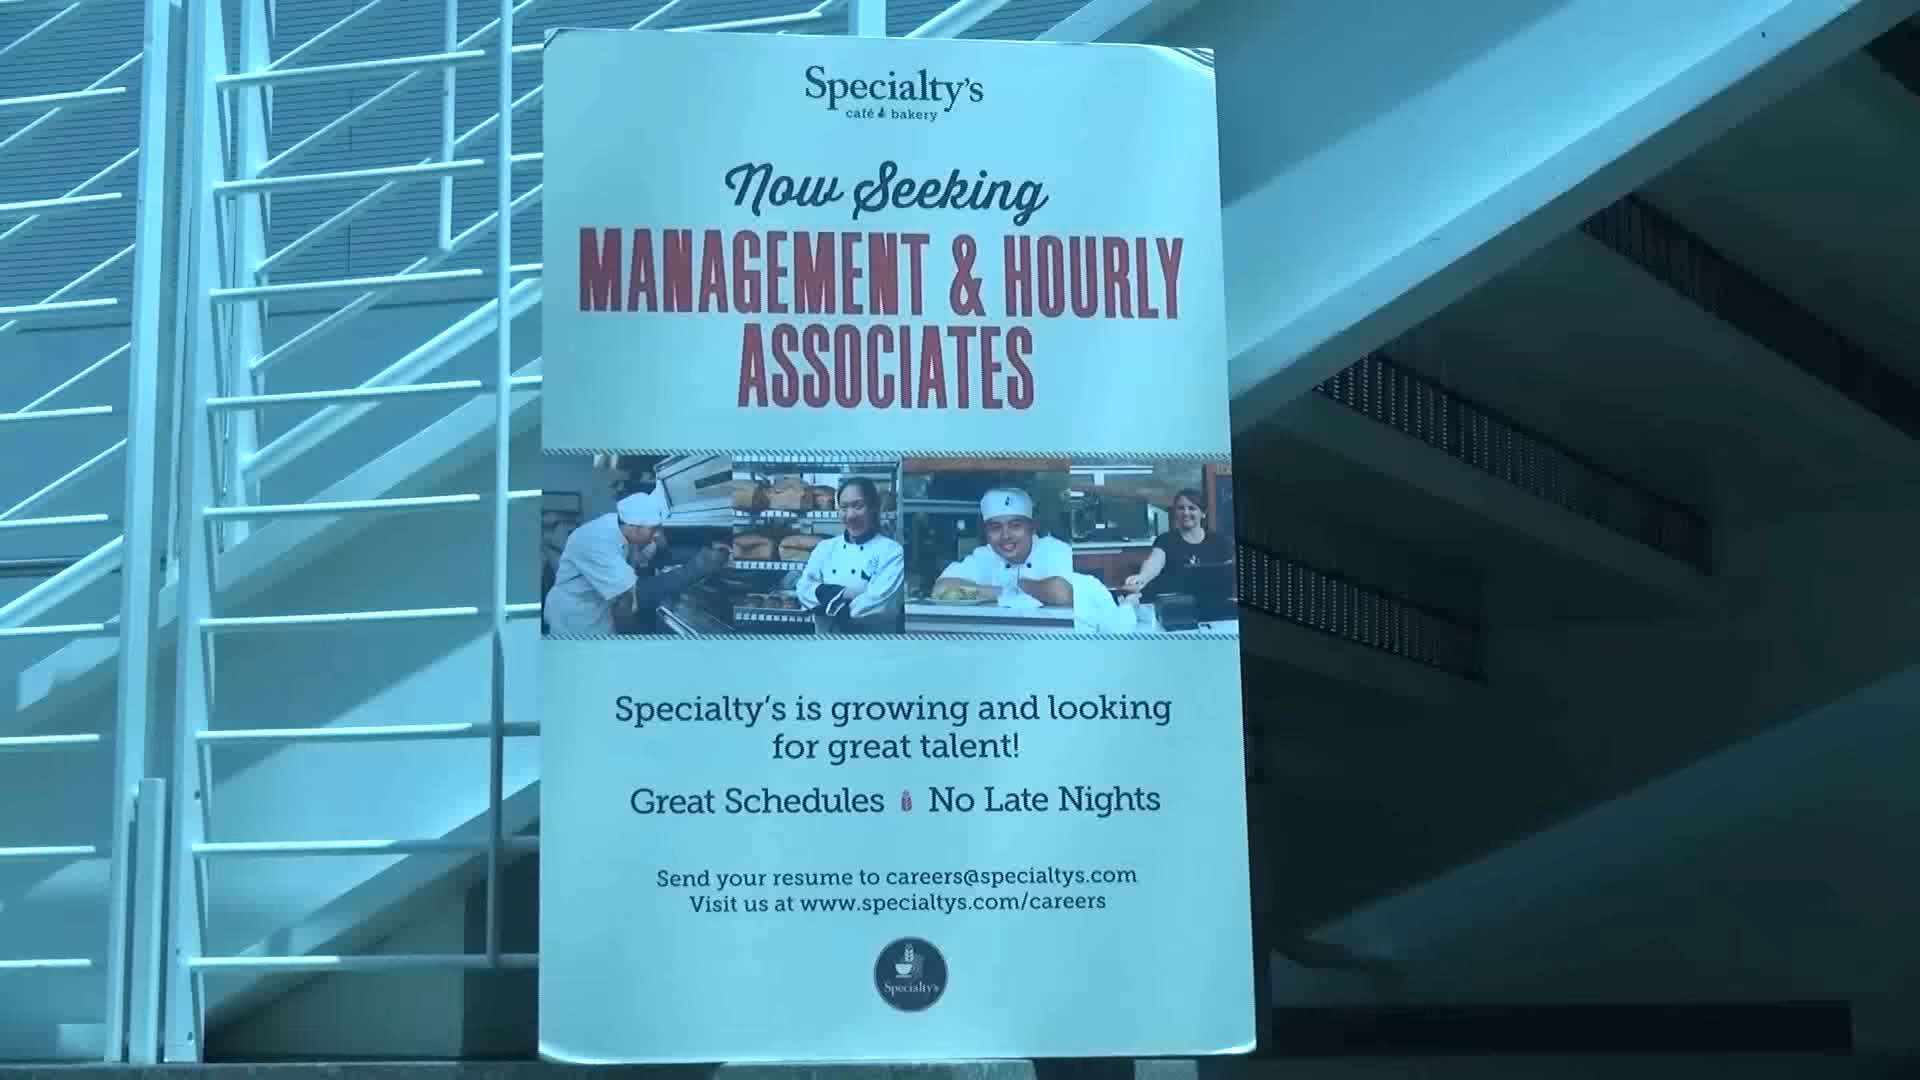 Specialty's
café bakery
Now Seeking
MANAGEMENT & HOURLY
ASSOCIATES
Specialty's is growing and looking
for great talent!
Great Schedules No Late Nights
Send your resume to careers@specialtys.com
Visit us at www.specialtys.com/careers
Specialty's